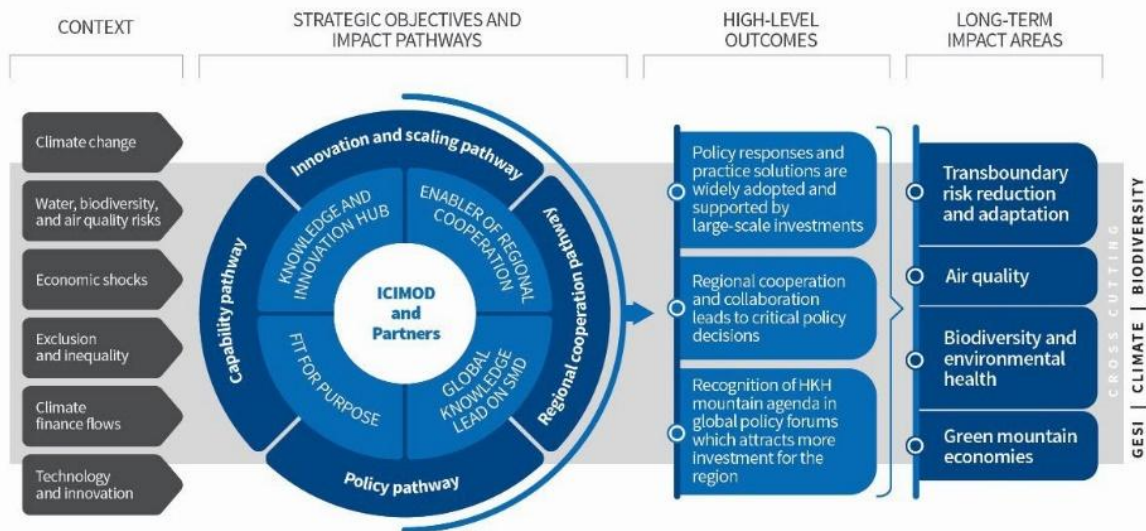 CONTEXT
STRATEGIC OBJECTIVES AND
IMPACT PATHWAYS
HIGH-LEVEL
OUTCOMES
LONG-TERM
IMPACT AREAS
Climate change
Water, biodiversity,
and air quality risks
Economic shocks
Exclusion
and inequality
Climate
finance flows
Technology
and innovation
Innovation and scaling pathway
Capability pathway
Regional cooperation pathway
Policy pathway
KNOWLEDGE AND
INNOVATION HUB
ENABLER OF REGIONAL
COOPERATION
FIT FOR PURPOSE
GLOBAL
KNOWLEDGE
LEAD ON SMD
ICIMOD
and
Partners
Policy responses and
practice solutions are
widely adopted and
supported by
large-scale investments
Regional cooperation
and collaboration
leads to critical policy
decisions
Recognition of HKH
mountain agenda in
global policy forums
which attracts more
investment for the
region
Transboundary
risk reduction
and adaptation
Air quality
Biodiversity and
environmental
health
Green mountain
economies
CROSS CUTTING
GESI | CLIMATE | BIODIVERSITY